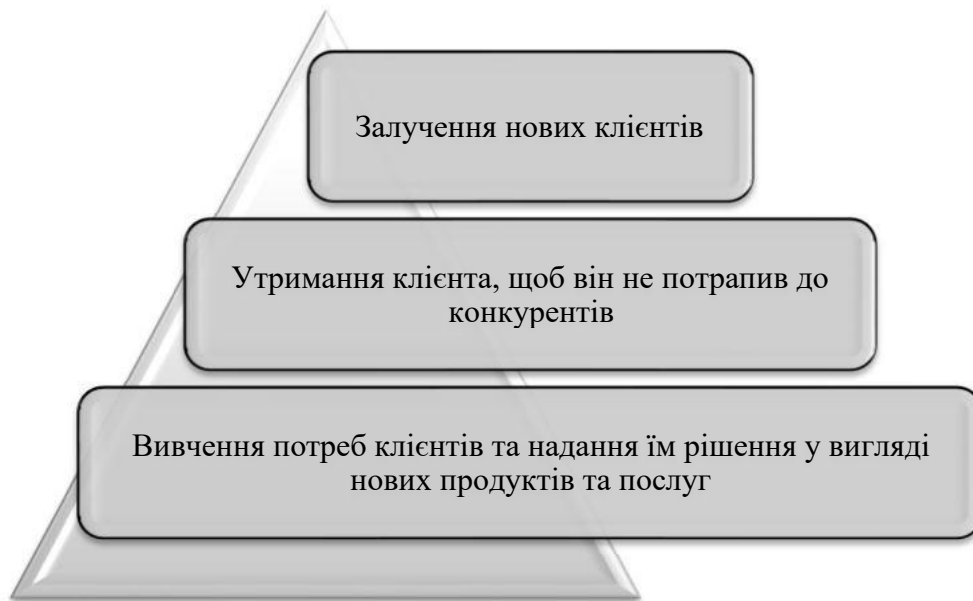 Залучення нових клієнтів
Утримання клієнта, щоб він не потрапив до
конкурентів
Вивчення потреб клієнтів та надання їм рішення у вигляді
нових продуктів та послуг